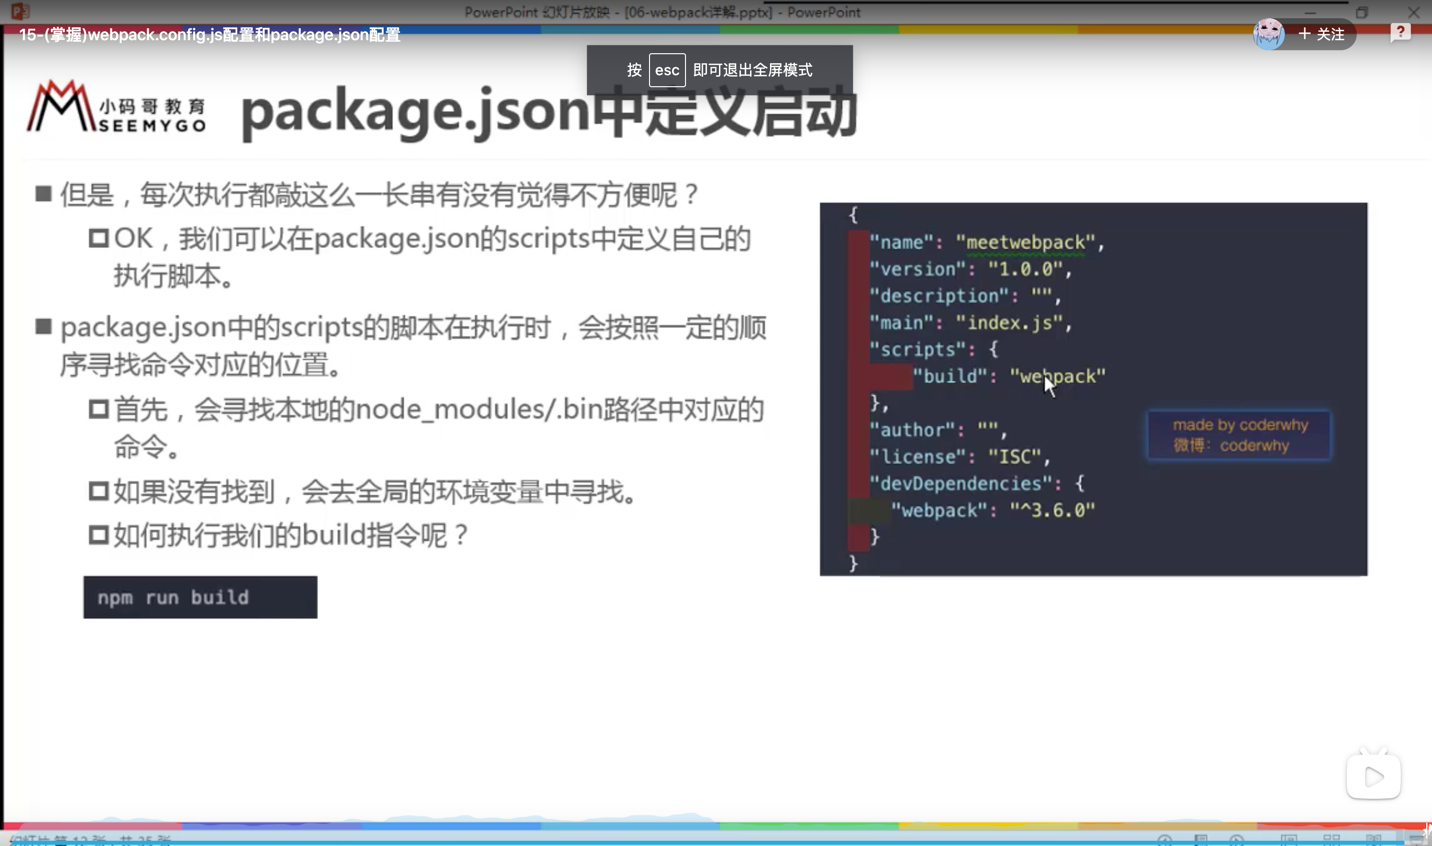 PowerPoint 幻灯片放映 - [06-webpack详解.pptx] - PowerPoint
15-(掌握)webpack.config.js配置和package.json配置
+ 关注
?
按 esc 即可退出全屏模式
小码哥教育
SEEMYGO
package.json中定义启动
但是，每次执行都敲这么一长串有没有觉得不方便呢？
OK，我们可以在package.json的scripts中定义自己的
执行脚本。
package.json中的scripts的脚本在执行时，会按照一定的顺
序寻找命令对应的位置。
首先，会寻找本地的node_modules/.bin路径中对应的
命令。
如果没有找到，会去全局的环境变量中寻找。
如何执行我们的build指令呢？
npm run build
{
"name": "meetwebpack",
"version": "1.0.0",
"description": "",
"main": "index.js",
"scripts": {
"build": "webpack"
},
"author": "",
"license": "ISC",
"devDependencies": {
"webpack": "^3.6.0"
}
}
made by coderwhy
微博：coderwhy